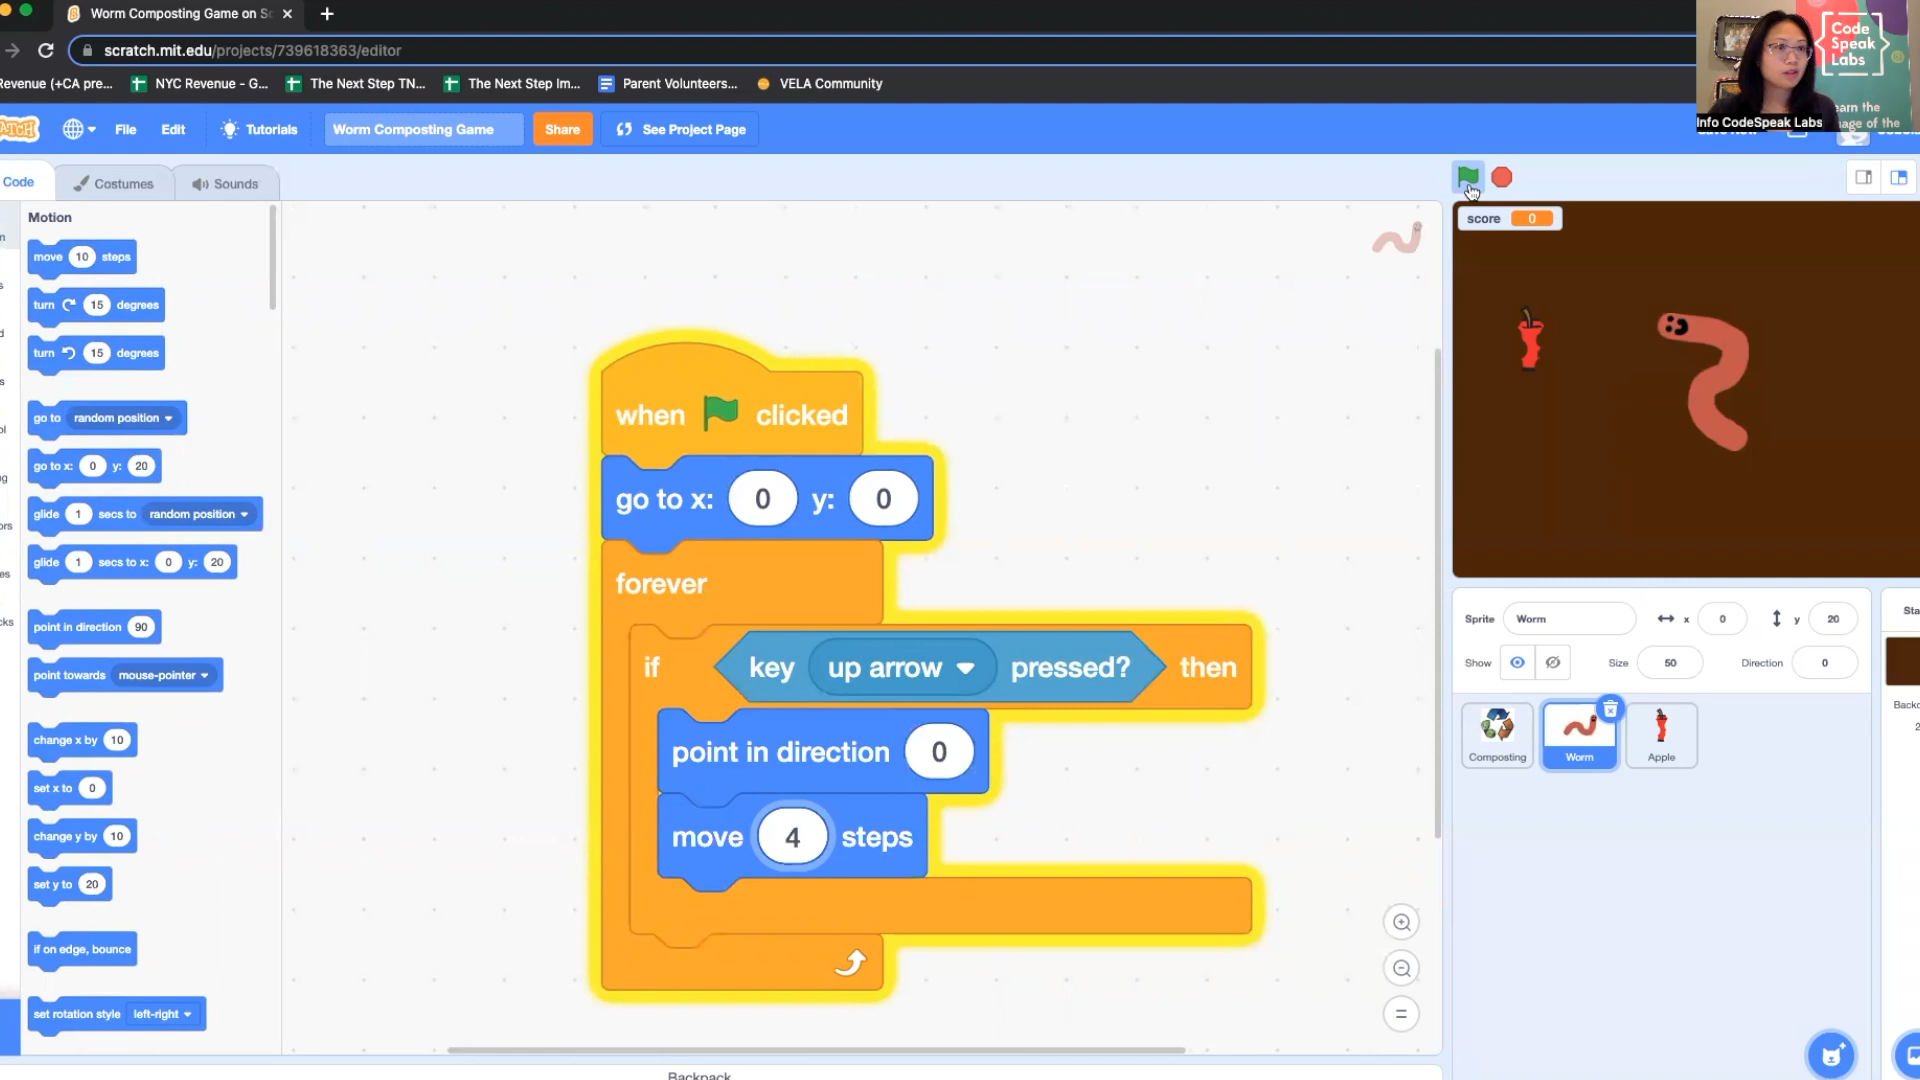 Worm Composting Game on Sc
scratch.mit.edu/projects/739618363/editor
Revenue (+CA pre...
NYC Revenue - G...
The Next Step TN...
The Next Step Im...
Parent Volunteers...
VELA Community
Code
Speak
Labs
earn the
Info CodeSpeak Labs
File
Edit
Tutorials
Worm Composting Game
Share
See Project Page
Code
Costumes
Sounds
Motion
move 10 steps
turn 15 degrees
turn 15 degrees
go to random position
go to x: 0 y: 20
glide 1 secs to random position
glide 1 secs to x: 0 y: 20
point in direction 90
point towards mouse-pointer
change x by 10
set x to 0
change y by 10
set y to 20
if on edge, bounce
set rotation style left-right
when clicked
go to x: 0 y: 0
forever
if key up arrow pressed? then
point in direction 0
move 4 steps
Backpack
score 0
Sprite Worm x 0 y 20
Show Size 50 Direction 0
Composting
Worm
Apple
Sta
Backd
2